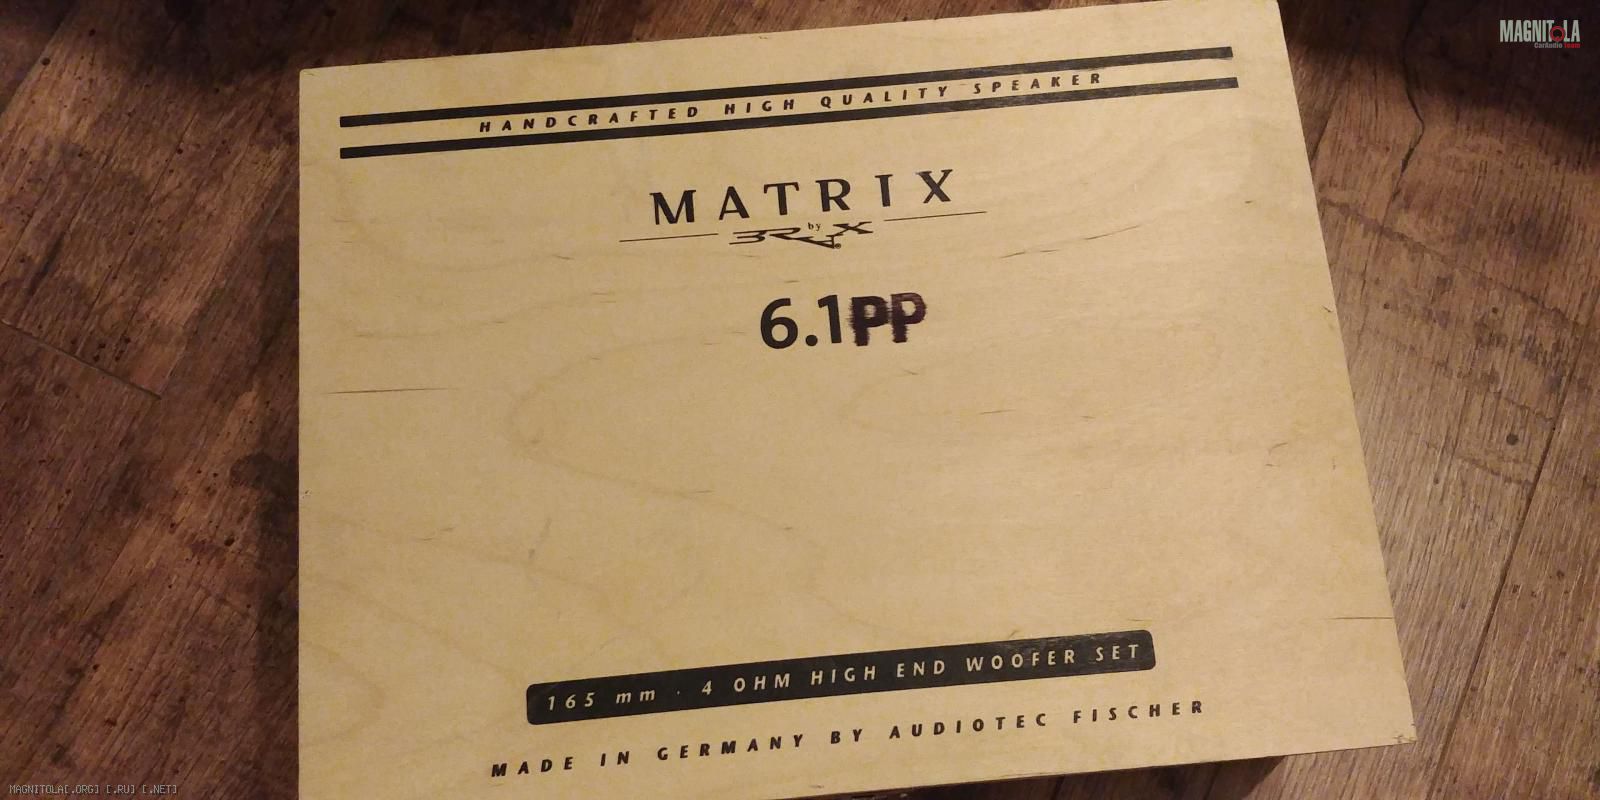 MAGNITOLA
CarAudio team
HANDCRAFTED HIGH QUALITY SPEAKER
MATRIX
by
BRAX
6.1PP
165 mm · 4 OHM HIGH END WOOFER SET
MADE IN GERMANY BY AUDIOTEC FISCHER
MAGNITOLA[.ORG] [.RU] [.NET]